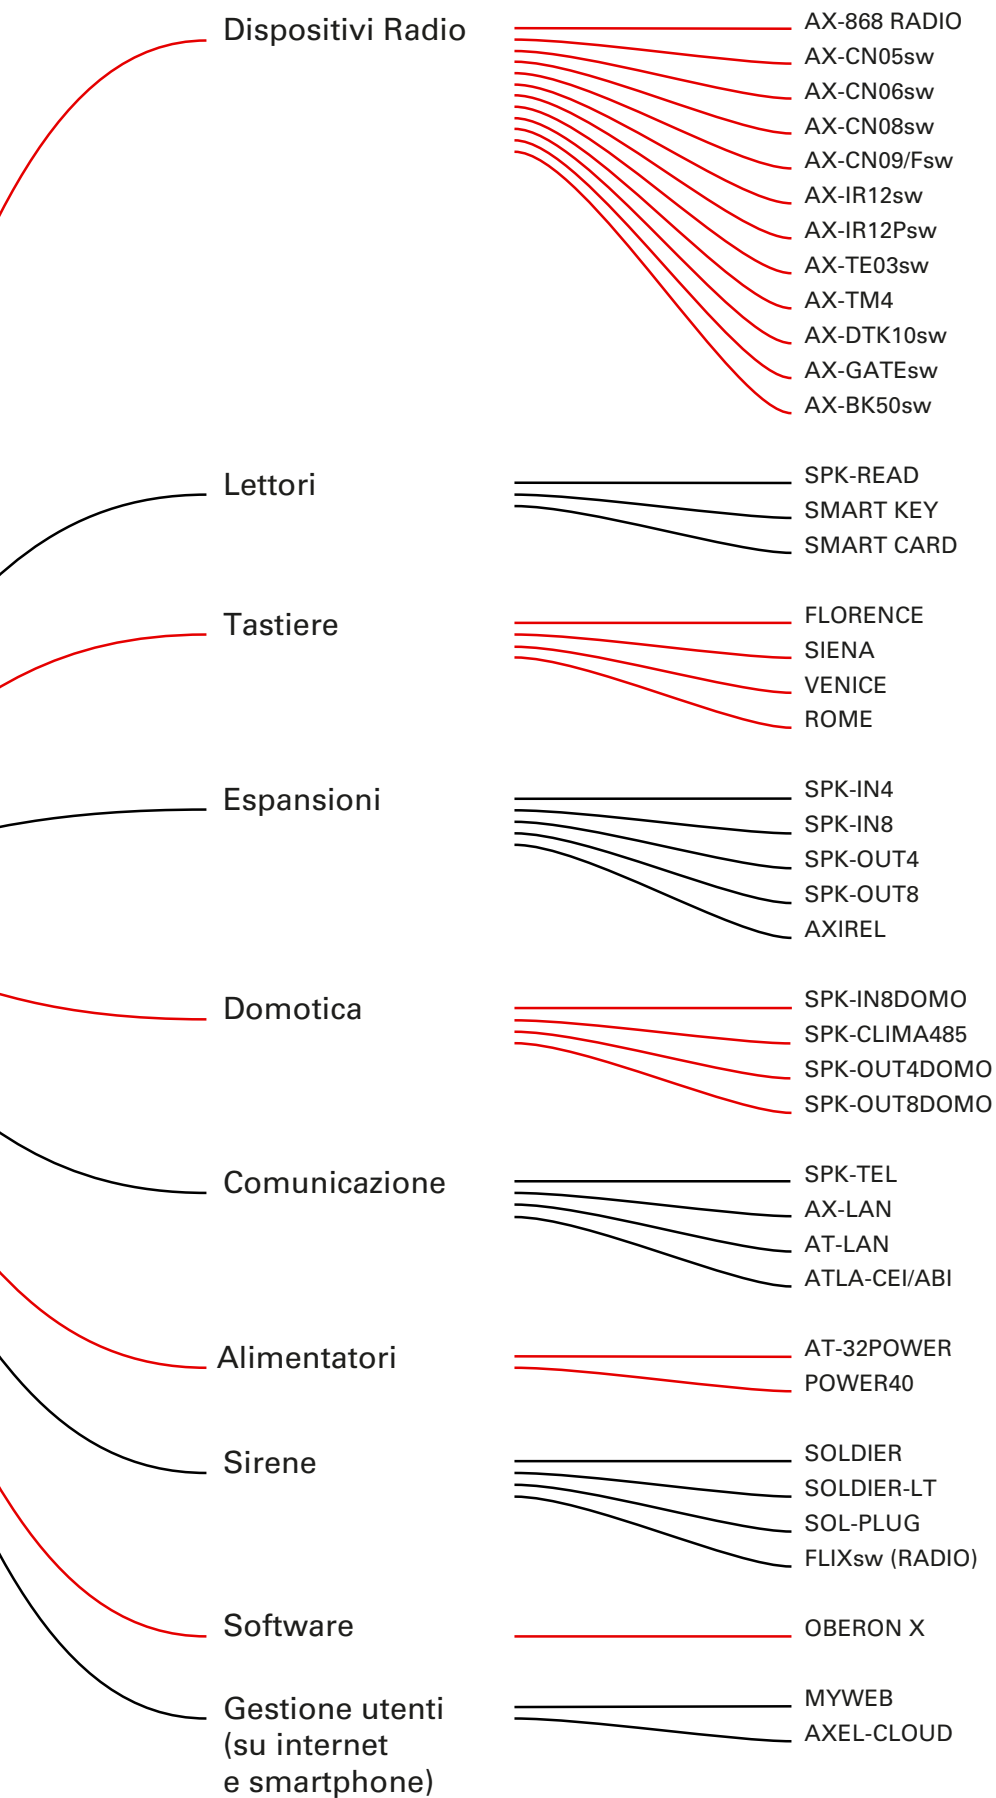 Dispositivi Radio
AX-868 RADIO
AX-CN05sw
AX-CN06sw
AX-CN08sw
AX-CN09/Fsw
AX-IR12sw
AX-IR12Psw
AX-TE03sw
AX-TM4
AX-DTK10sw
AX-GATEsw
AX-BK50sw
Lettori
SPK-READ
SMART KEY
SMART CARD
Tastiere
FLORENCE
SIENA
VENICE
ROME
Espansioni
SPK-IN4
SPK-IN8
SPK-OUT4
SPK-OUT8
AXIREL
Domotica
SPK-IN8DOMO
SPK-CLIMA485
SPK-OUT4DOMO
SPK-OUT8DOMO
Comunicazione
SPK-TEL
AX-LAN
AT-LAN
ATLA-CEI/ABI
Alimentatori
AT-32POWER
POWER40
Sirene
SOLDIER
SOLDIER-LT
SOL-PLUG
FLIXsw (RADIO)
Software
OBERON X
Gestione utenti
(su internet
e smartphone)
MYWEB
AXEL-CLOUD